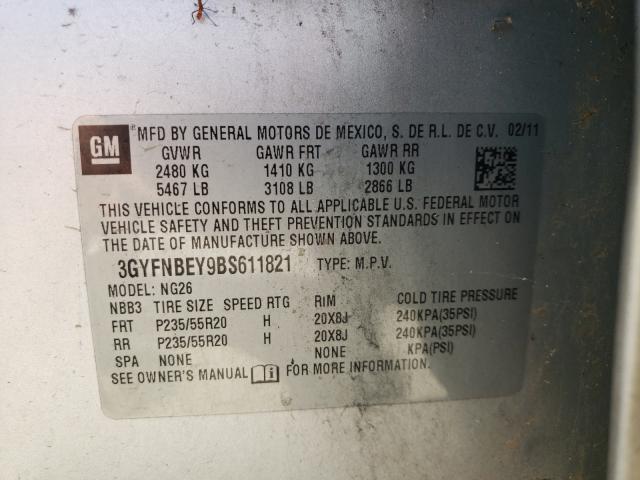 GM
® MFD BY GENERAL MOTORS DE MEXICO, S. DE R.L. DE C.V. 02/11
GVWR GAWR FRT GAWR RR
2480 KG 1410 KG 1300 KG
5467 LB 3108 LB 2866 LB
THIS VEHICLE CONFORMS TO ALL APPLICABLE U.S. FEDERAL MOTOR
VEHICLE SAFETY AND THEFT PREVENTION STANDARDS IN EFFECT ON
THE DATE OF MANUFACTURE SHOWN ABOVE.
3GYFNBEY9BS611821 TYPE: M.P.V.
MODEL: NG26
NBB3 TIRE SIZE SPEED RTG RIM COLD TIRE PRESSURE
FRT P235/55R20 H 20X8J 240KPA(35PSI)
RR P235/55R20 H 20X8J 240KPA(35PSI)
SPA NONE NONE KPA(PSI)
SEE OWNER'S MANUAL i FOR MORE INFORMATION.